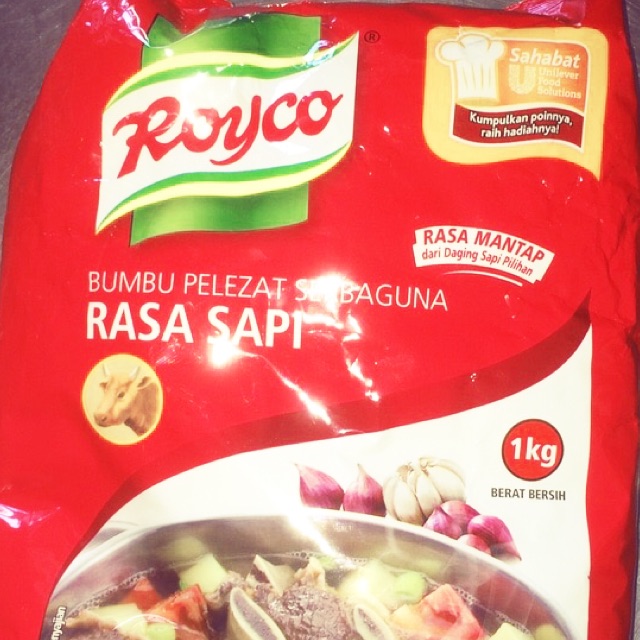 Royco
®
Sahabat
Unilever
Food
Solutions
Kumpulkan poinnya,
raih hadiahnya!
RASA MANTAP
dari Daging Sapi Pilihan
BUMBU PELEZAT SERBAGUNA
RASA SAPI
1kg
BERAT BERSIH